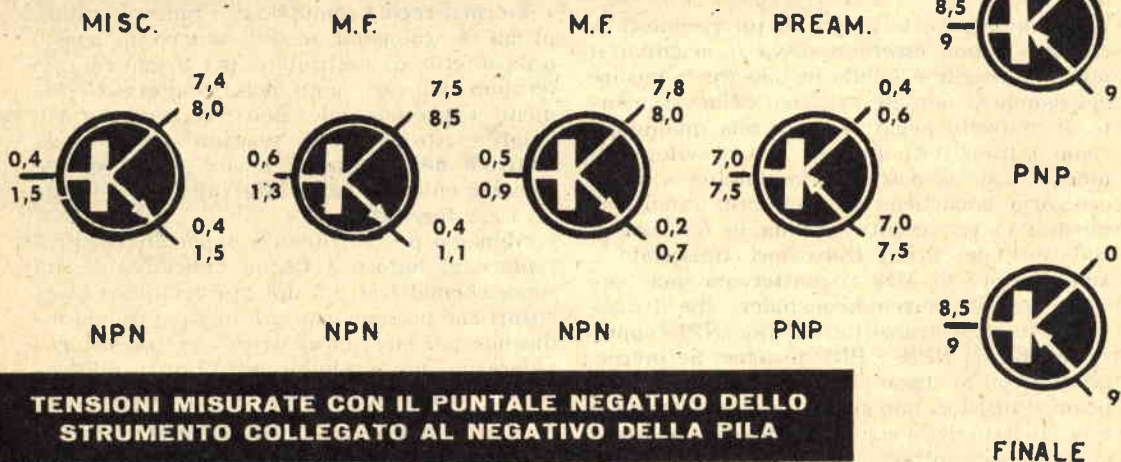 MISC.
M.F.
M.F.
PREAM.
8,5
9
9
7,4
8,0
0,4
1,5
0,4
1,5
7,5
8,5
0,6
1,3
0,4
1,1
7,8
8,0
0,5
0,9
0,2
0,7
0,4
0,6
7,0
7,5
7,0
7,5
PNP
0
8,5
9
9
NPN
NPN
NPN
PNP
TENSIONI MISURATE CON IL PUNTALE NEGATIVO DELLO
STRUMENTO COLLEGATO AL NEGATIVO DELLA PILA
FINALE